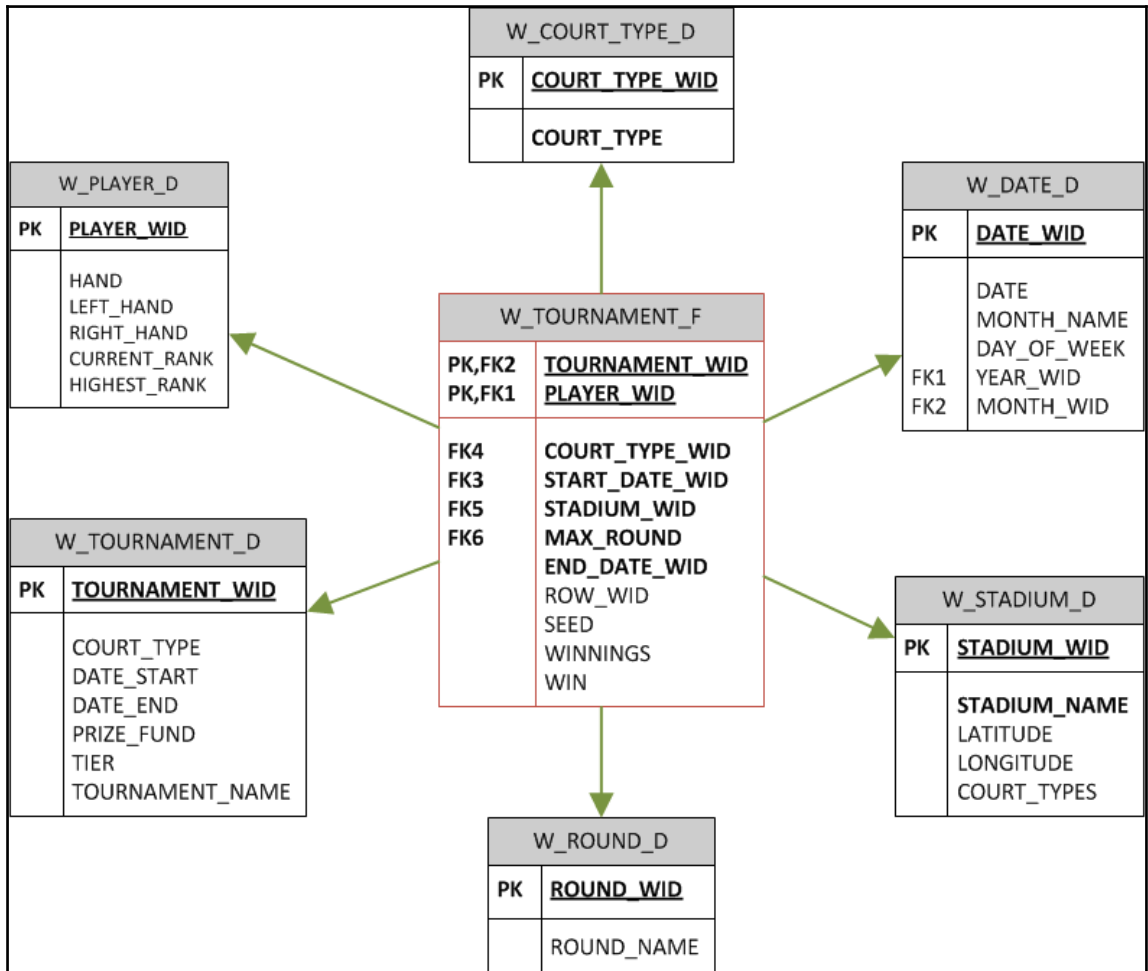 W_COURT_TYPE_D
PK COURT_TYPE_WID
COURT_TYPE
W_PLAYER_D
PK PLAYER_WID
HAND
LEFT_HAND
RIGHT_HAND
CURRENT_RANK
HIGHEST_RANK
W_DATE_D
PK DATE_WID
DATE
MONTH_NAME
DAY_OF_WEEK
FK1 YEAR_WID
FK2 MONTH_WID
W_TOURNAMENT_F
PK,FK2 TOURNAMENT_WID
PK,FK1 PLAYER_WID
FK4 COURT_TYPE_WID
FK3 START_DATE_WID
FK5 STADIUM_WID
FK6 MAX_ROUND
END_DATE_WID
ROW_WID
SEED
WINNINGS
WIN
W_TOURNAMENT_D
PK TOURNAMENT_WID
COURT_TYPE
DATE_START
DATE_END
PRIZE_FUND
TIER
TOURNAMENT_NAME
W_STADIUM_D
PK STADIUM_WID
STADIUM_NAME
LATITUDE
LONGITUDE
COURT_TYPES
W_ROUND_D
PK ROUND_WID
ROUND_NAME